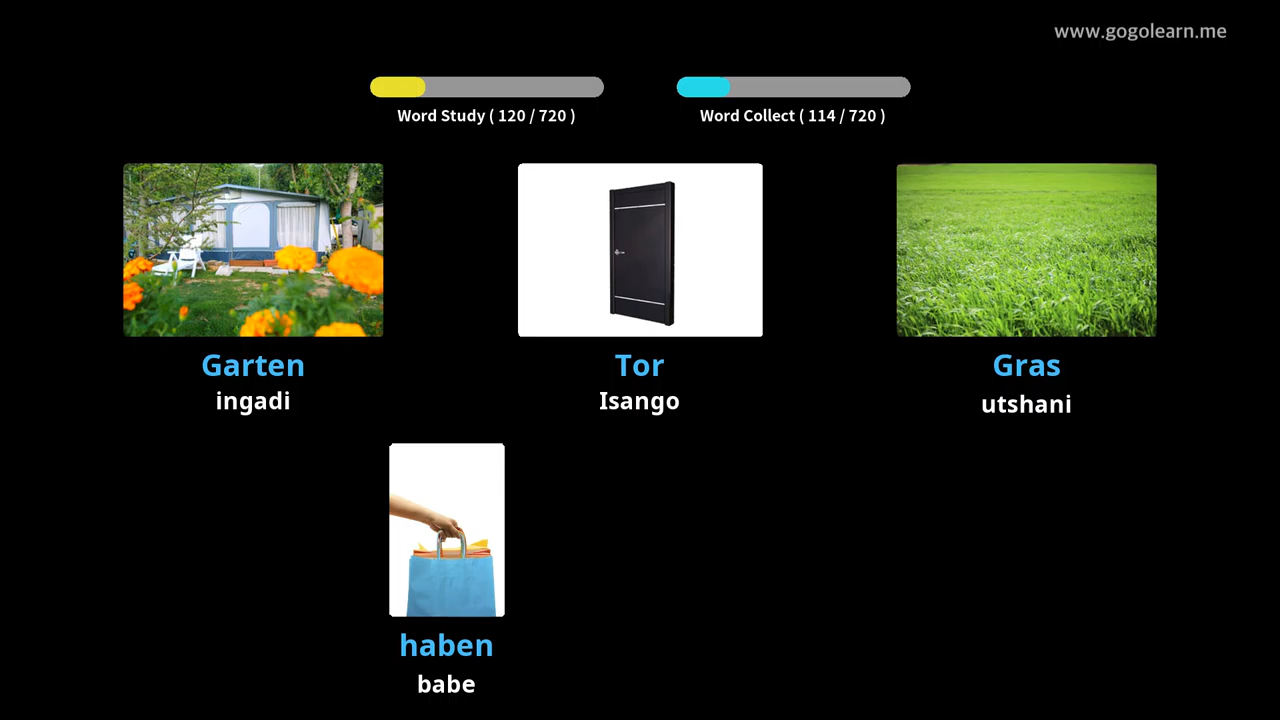 www.gogolearn.me
Word Study ( 120 / 720 )
Word Collect ( 114 / 720 )
Garten
ingadi
Tor
Isango
Gras
utshani
haben
babe